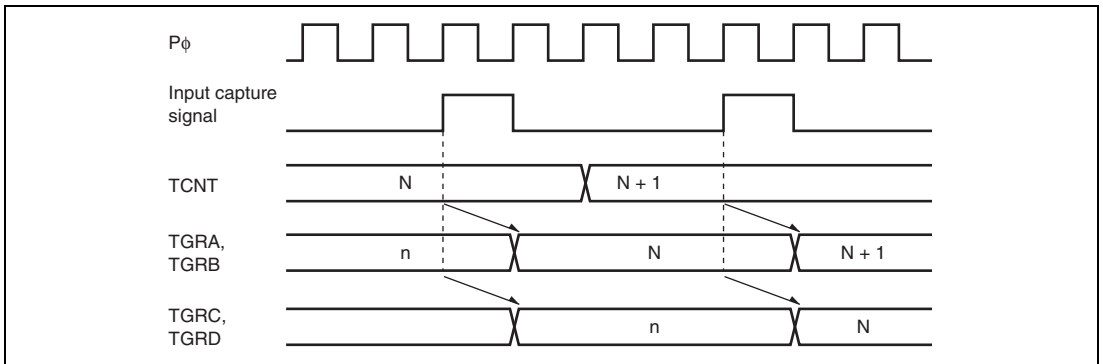 Pϕ
Input capture
signal
TCNT
N
N + 1
TGRA,
TGRB
n
N
N + 1
TGRC,
TGRD
n
N